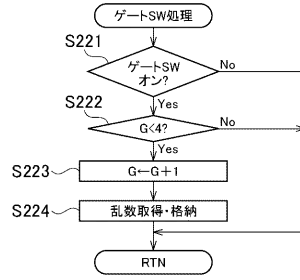 ゲートSW処理
S221
ゲートSW
オン?
No
Yes
S222
G<4?
No
Yes
S223
G←G+1
S224
乱数取得・格納
RTN